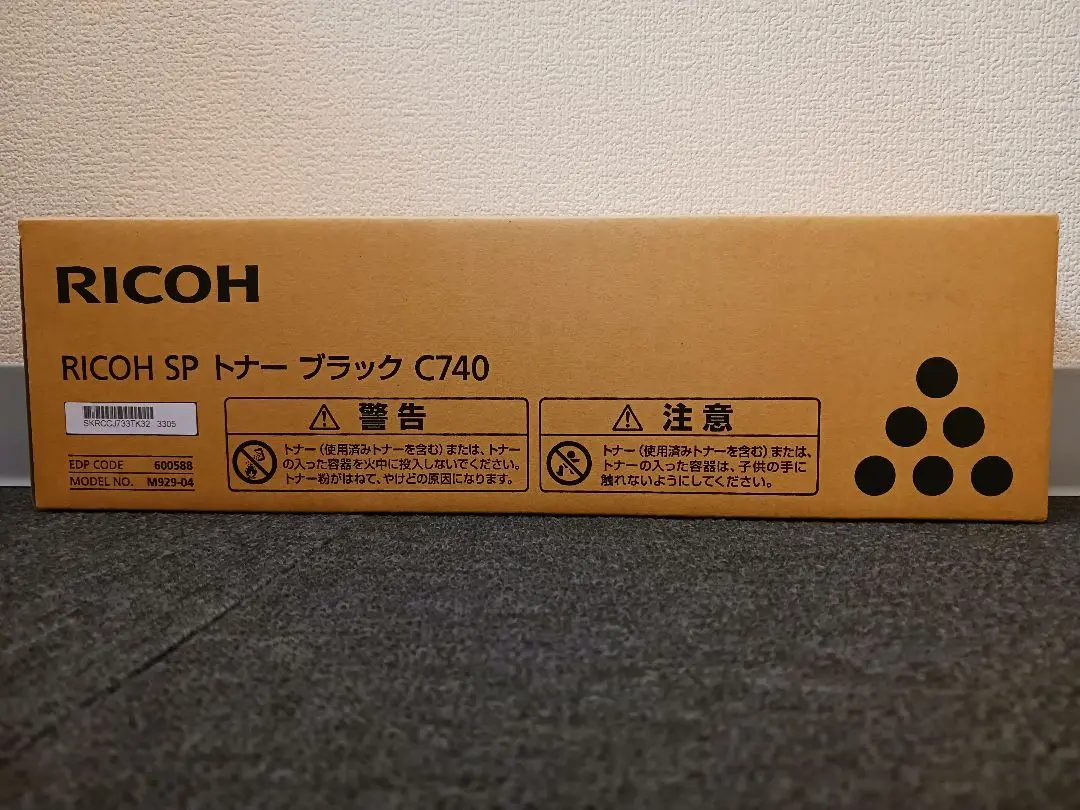 RICOH
RICOH SP トナー ブラック C740
SKRCCJ733TK32 3305
EDP CODE 600588
MODEL NO. M929-04
警告
トナー（使用済みトナーを含む）または、トナー
の入った容器を火中に投入しないでください。
トナー粉がはねて、やけどの原因になります。
注意
トナー（使用済みトナーを含む）または、
トナーの入った容器は、子供の手に
触れないようにしてください。